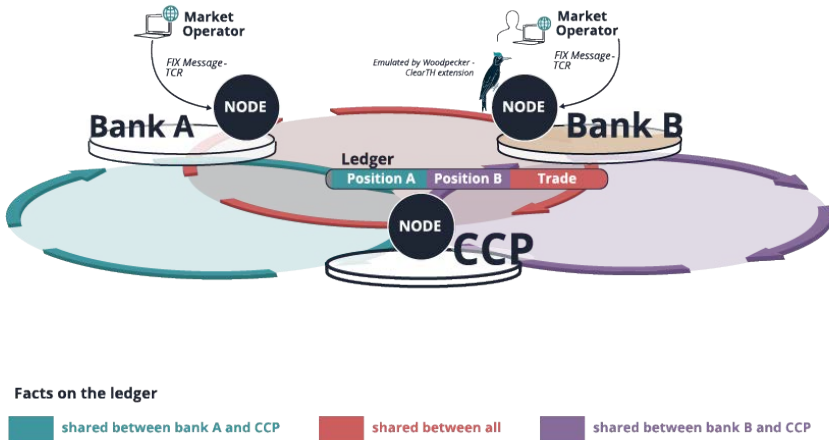 Market
Operator
FIX Message-
TCR
NODE
Bank A
Emulated by Woodpecker -
ClearTH extension
Market
Operator
FIX Message-
TCR
NODE
Bank B
Ledger
Position A Position B Trade
NODE
CCP
Facts on the ledger
shared between bank A and CCP
shared between all
shared between bank B and CCP